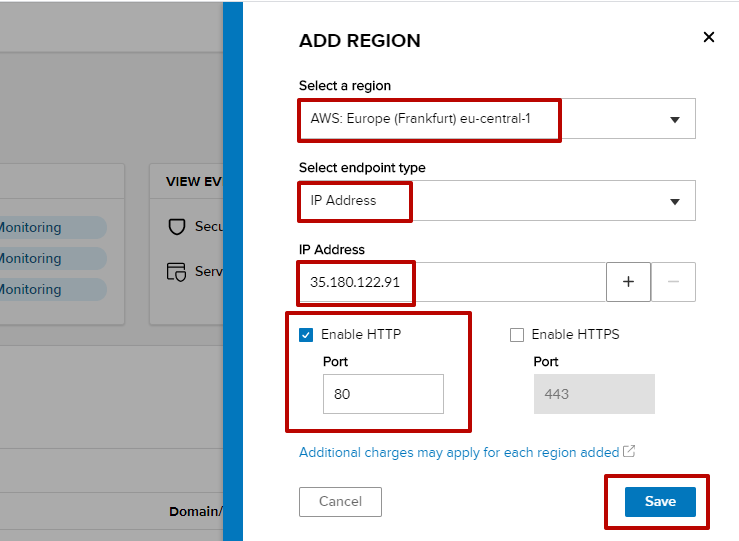 ADD REGION
Select a region
AWS: Europe (Frankfurt) eu-central-1
Select endpoint type
IP Address
IP Address
35.180.122.91
Enable HTTP
Enable HTTPS
Port
Port
80
443
Additional charges may apply for each region added
Cancel
Save
VIEW EV
Monitoring
Monitoring
Monitoring
Secu
Serv
Domain/